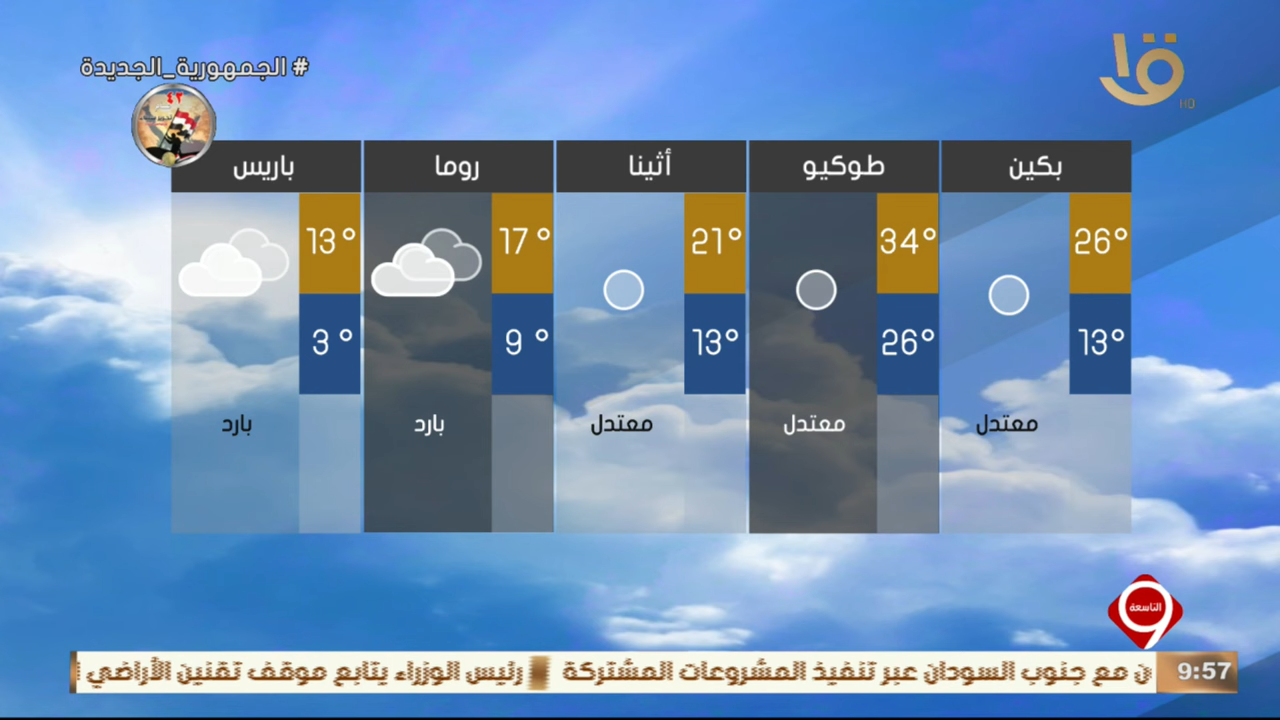 # الجمهورية_الجديدة
HD
٤٢
بكين
26°
13°
معتدل
طوكيو
34°
26°
معتدل
أثينا
21°
13°
معتدل
روما
17°
9°
بارد
باريس
13°
3°
بارد
التاسعة
9
9:57
ن مع جنوب السودان عبر تنفيذ المشروعات المشتركة رئيس الوزراء يتابع موقف تقنين الأراضي